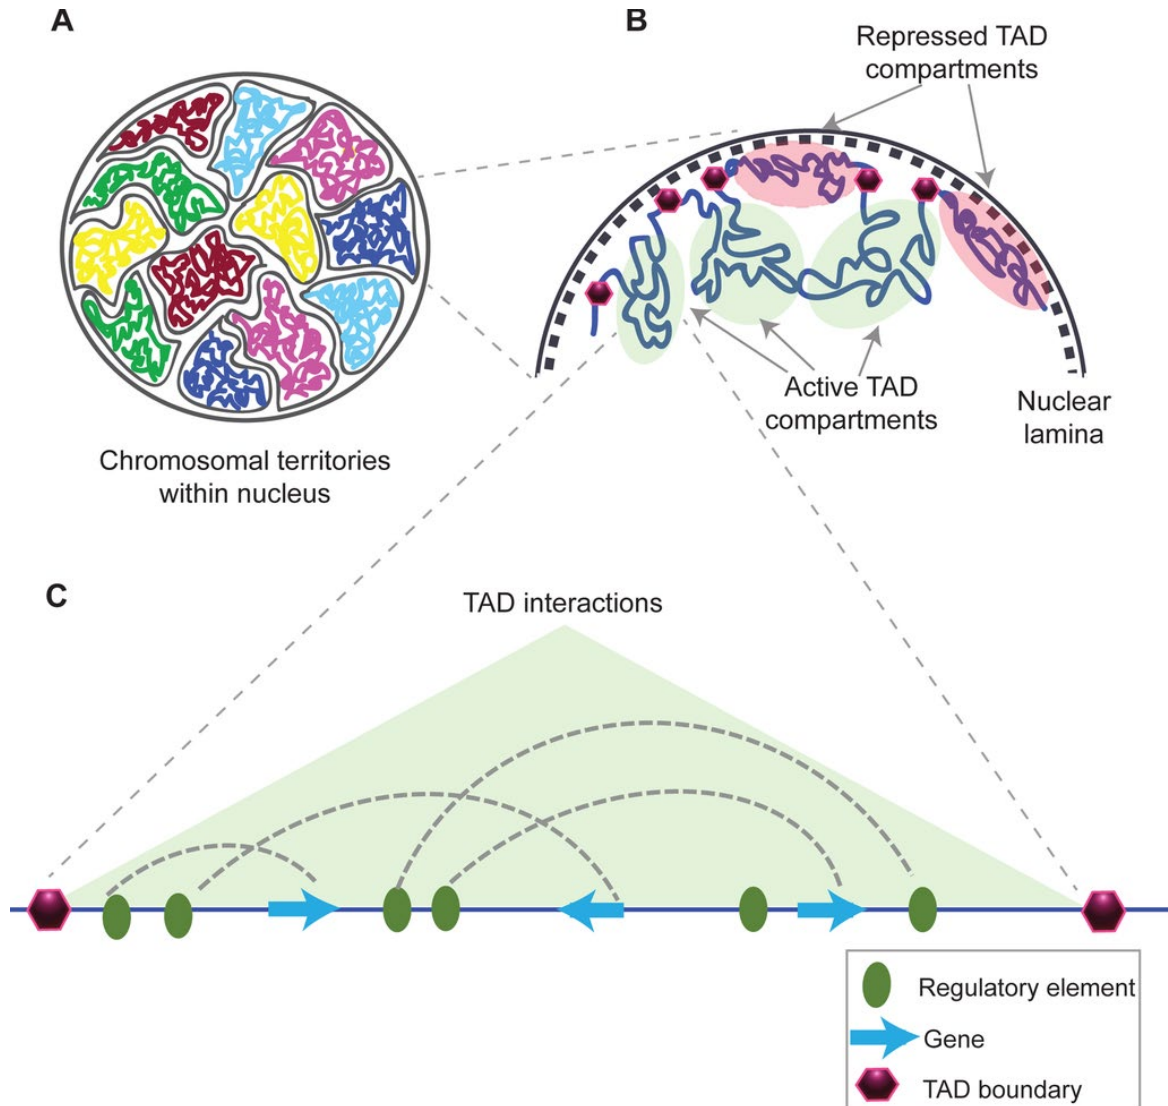 A
B
Repressed TAD
compartments
Active TAD
compartments
Nuclear
lamina
Chromosomal territories
within nucleus
C
TAD interactions
Regulatory element
Gene
TAD boundary